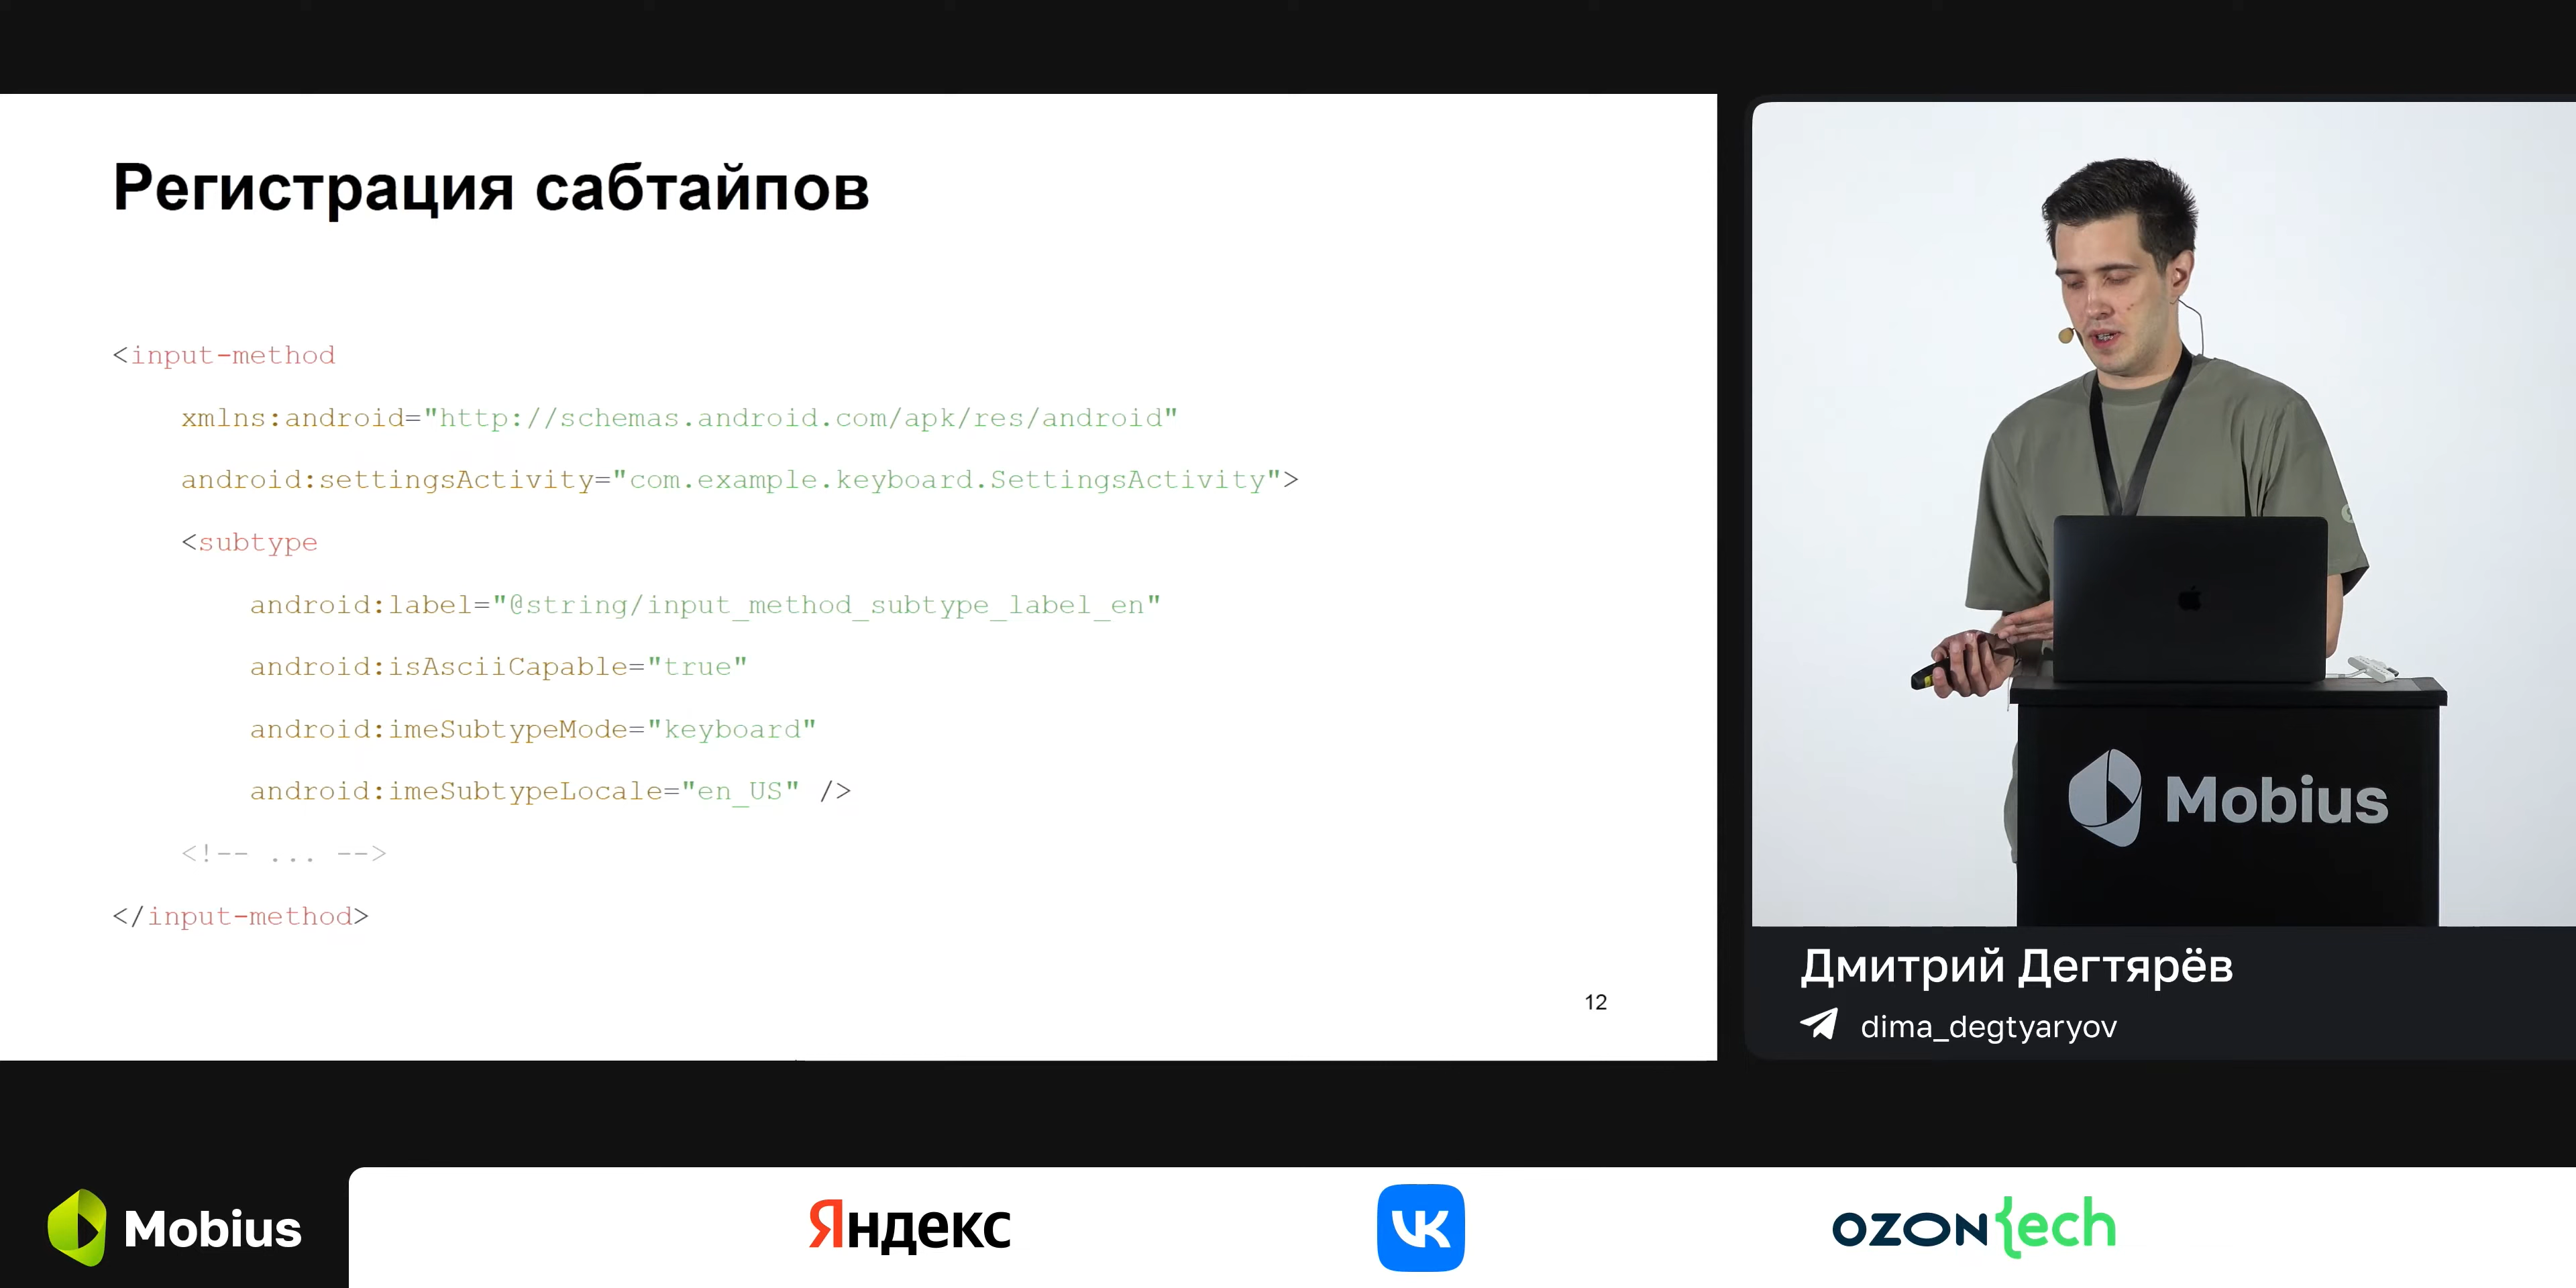 Регистрация сабтайпов
<input-method
xmlns:android="http://schemas.android.com/apk/res/android"
android:settingsActivity="com.example.keyboard.SettingsActivity">
<subtype
android:label="@string/input_method_subtype_label_en"
android:isAsciiCapable="true"
android:imeSubtypeMode="keyboard"
android:imeSubtypeLocale="en_US" />
<!-- ... -->
</input-method>
12
Mobius
Дмитрий Дегтярёв
dima_degtyaryov
Mobius
Яндекс
VK
ozon{ech